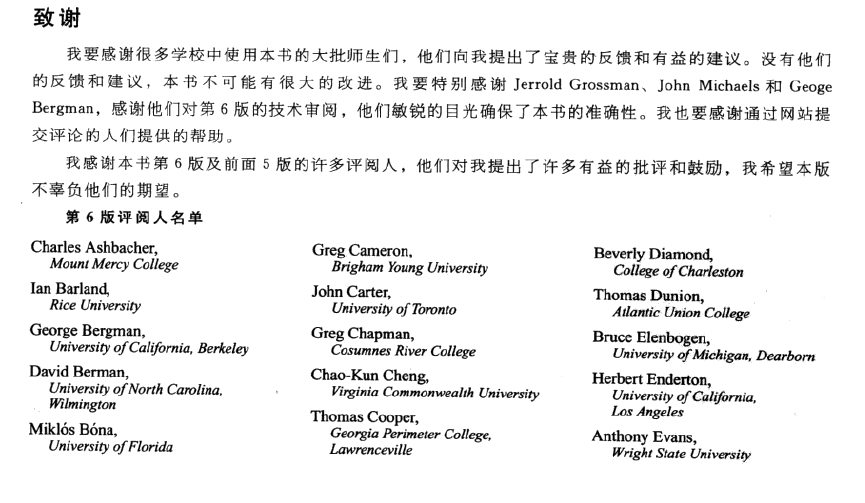 致谢
我要感谢很多学校中使用本书的大批师生们，他们向我提出了宝贵的反馈和有益的建议。没有他们
的反馈和建议，本书不可能有很大的改进。我要特别感谢 Jerrold Grossman、John Michaels 和 Geoge
Bergman，感谢他们对第 6 版的技术审阅，他们敏锐的目光确保了本书的准确性。我也要感谢通过网站提
交评论的人们提供的帮助。
我感谢本书第 6 版及前面 5 版的许多评阅人，他们对我提出了许多有益的批评和鼓励，我希望本版
不辜负他们的期望。
第 6 版评阅人名单
Charles Ashbacher,
Mount Mercy College
Ian Barland,
Rice University
George Bergman,
University of California, Berkeley
David Berman,
University of North Carolina,
Wilmington
Miklós Bóna,
University of Florida
Greg Cameron,
Brigham Young University
John Carter,
University of Toronto
Greg Chapman,
Cosumnes River College
Chao-Kun Cheng,
Virginia Commonwealth University
Thomas Cooper,
Georgia Perimeter College,
Lawrenceville
Beverly Diamond,
College of Charleston
Thomas Dunion,
Atlantic Union College
Bruce Elenbogen,
University of Michigan, Dearborn
Herbert Enderton,
University of California,
Los Angeles
Anthony Evans,
Wright State University